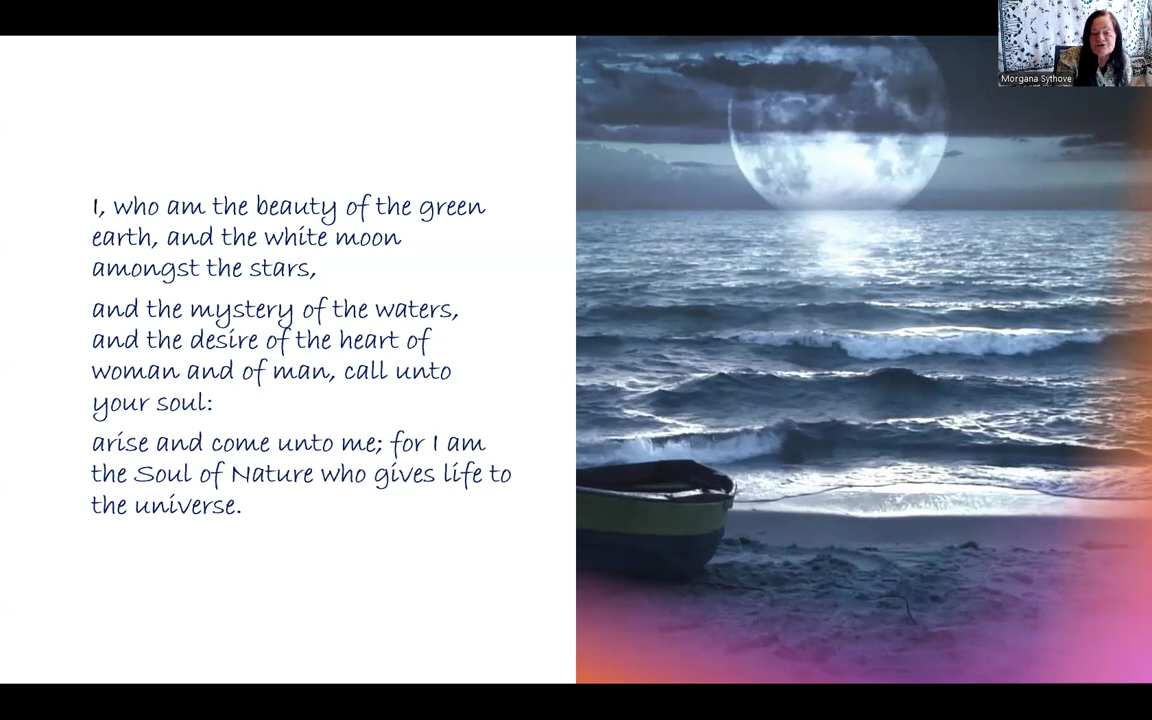 Morgana Sythove
I, who am the beauty of the green
earth, and the white moon
amongst the stars,
and the mystery of the waters,
and the desire of the heart of
woman and of man, call unto
your soul:
arise and come unto me; for I am
the Soul of Nature who gives life to
the universe.